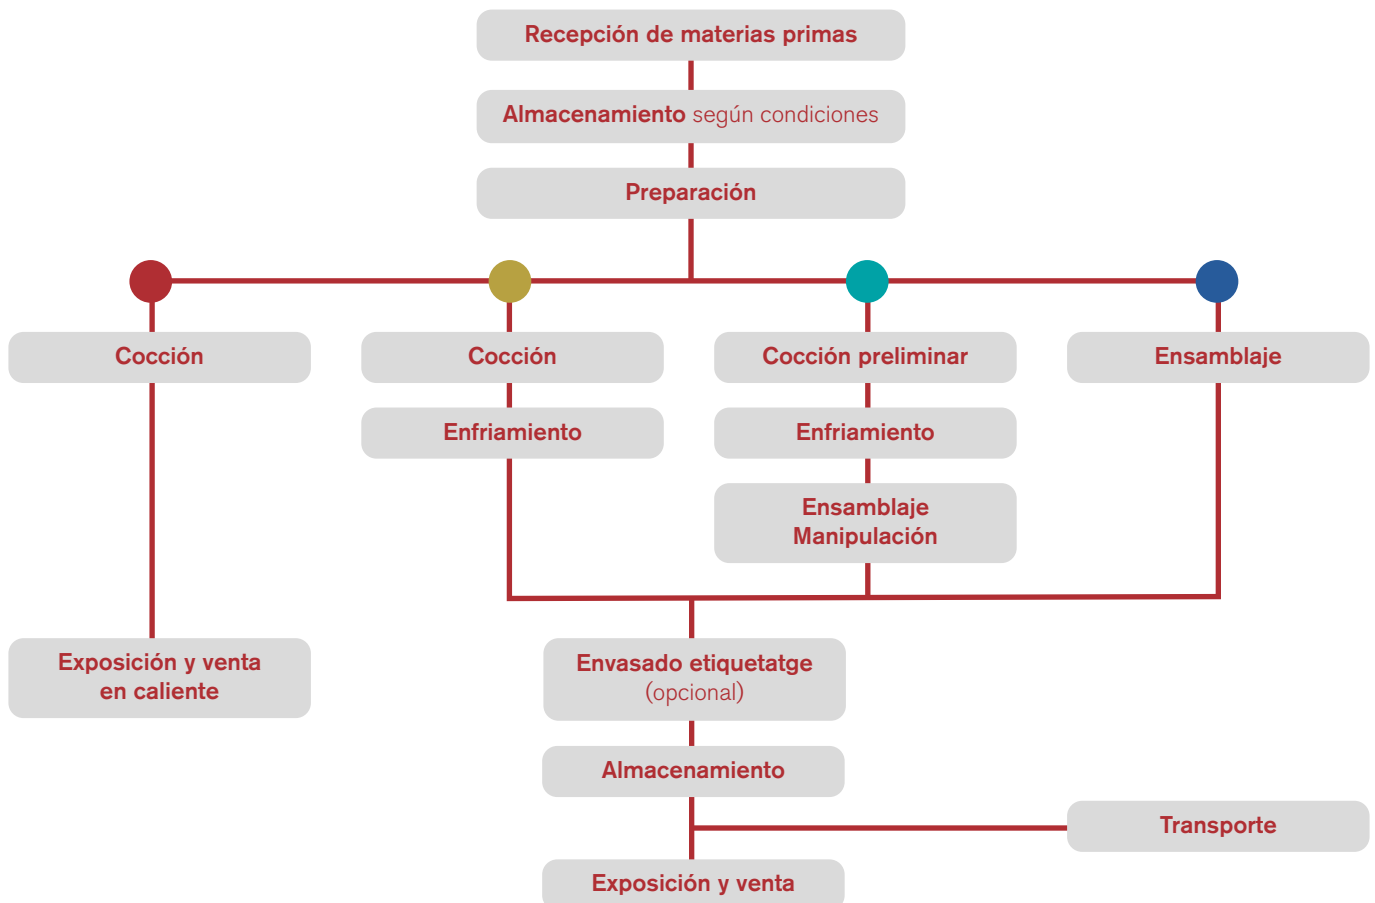 Recepción de materias primas
Almacenamiento según condiciones
Preparación
Cocción
Cocción
Cocción preliminar
Ensamblaje
Enfriamiento
Enfriamiento
Ensamblaje
Manipulación
Exposición y venta
en caliente
Envasado etiquetatge
(opcional)
Almacenamiento
Transporte
Exposición y venta